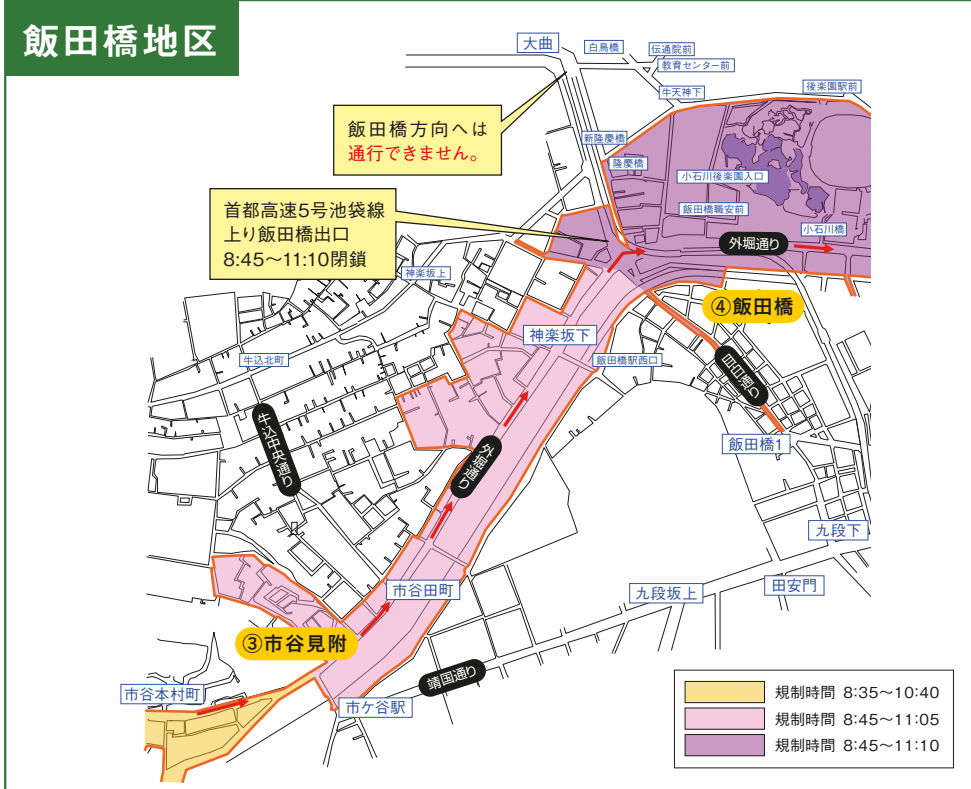 飯田橋地区
大曲
白鳥橋
伝通院前
教育センター前
牛天神下
後楽園駅前
飯田橋方向へは
通行できません。
新隆慶橋
隆慶橋
小石川後楽園入口
首都高速5号池袋線
上り飯田橋出口
8:45〜11:10閉鎖
飯田橋職安前
小石川橋
外堀通り
神楽坂上
④飯田橋
神楽坂下
牛込北町
飯田橋駅西口
目白通り
牛込中央通り
飯田橋1
外堀通り
九段下
市谷田町
九段坂上
田安門
③市谷見附
靖国通り
市谷本村町
市ケ谷駅
規制時間 8:35〜10:40
規制時間 8:45〜11:05
規制時間 8:45〜11:10